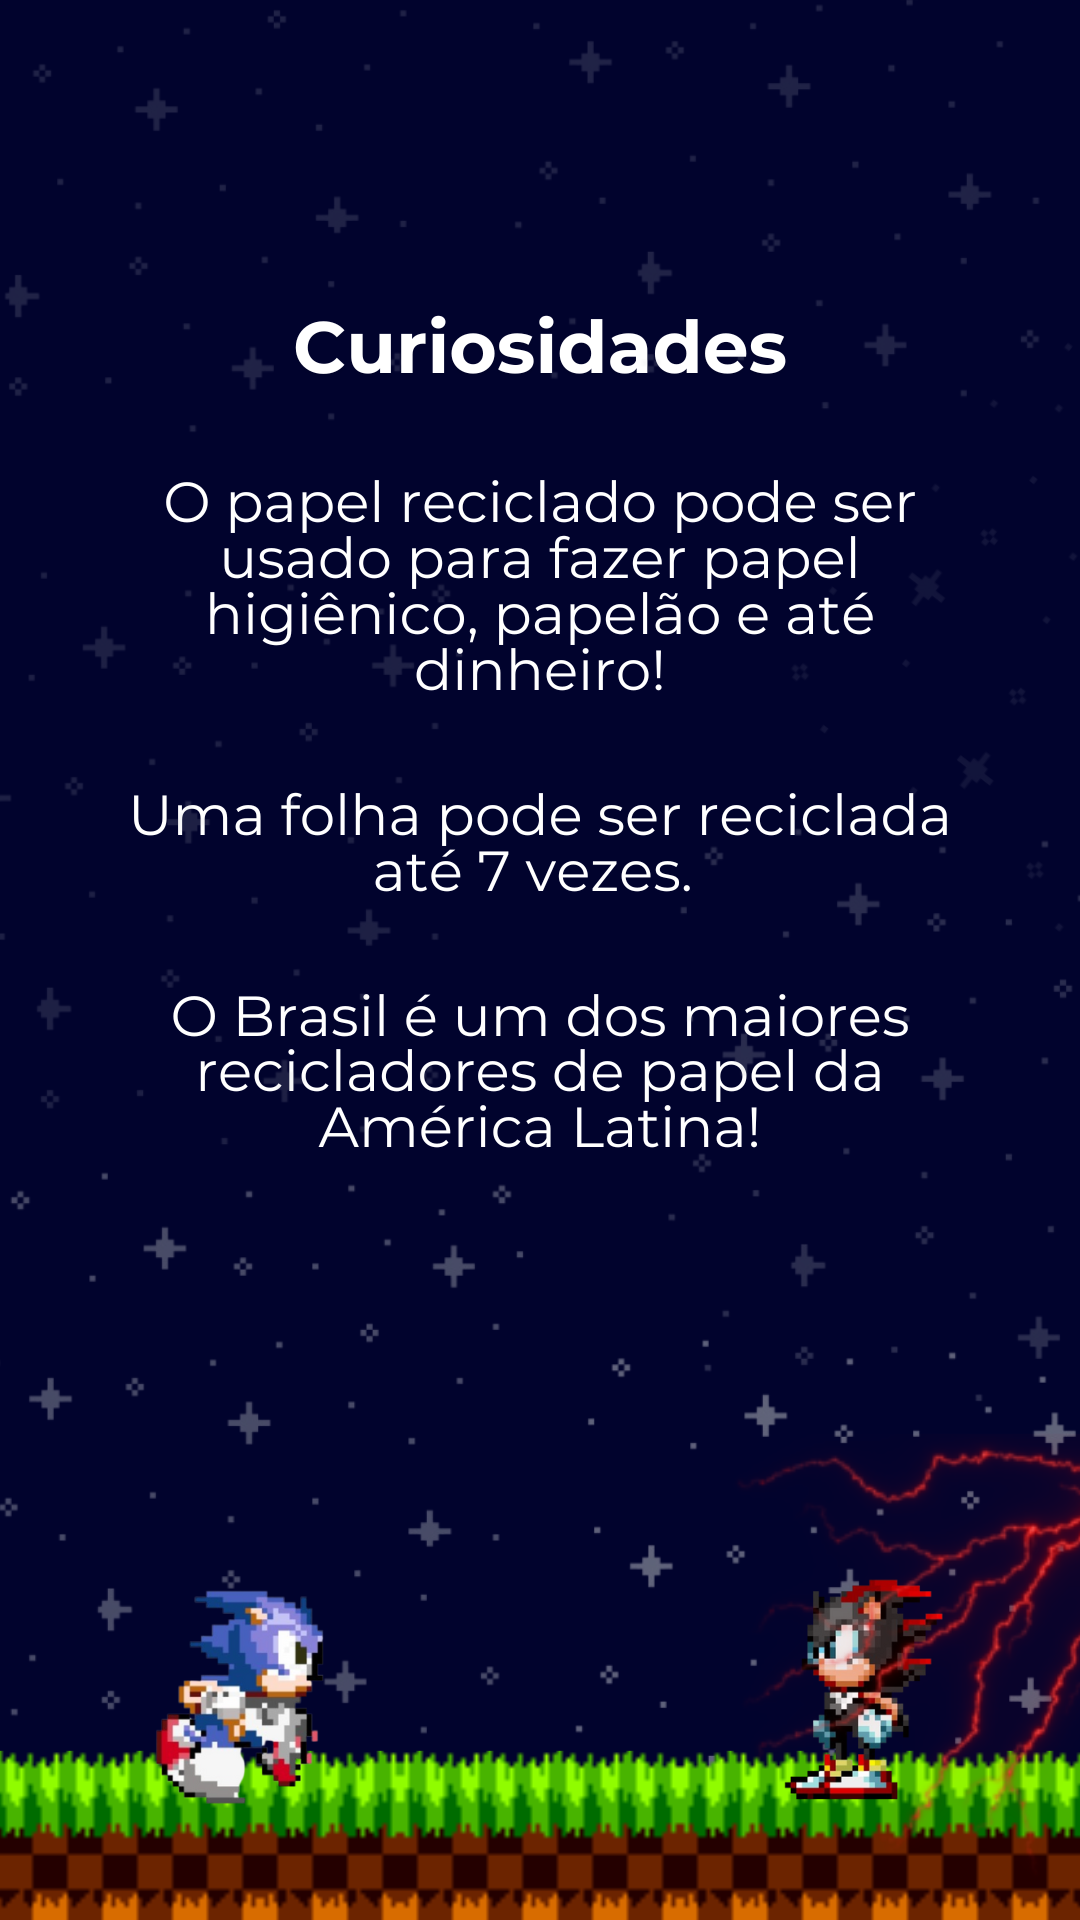 Curiosidades
O papel reciclado pode ser
usado para fazer papel
higiênico, papelão e até
dinheiro!
Uma folha pode ser reciclada
até 7 vezes.
O Brasil é um dos maiores
recicladores de papel da
América Latina!